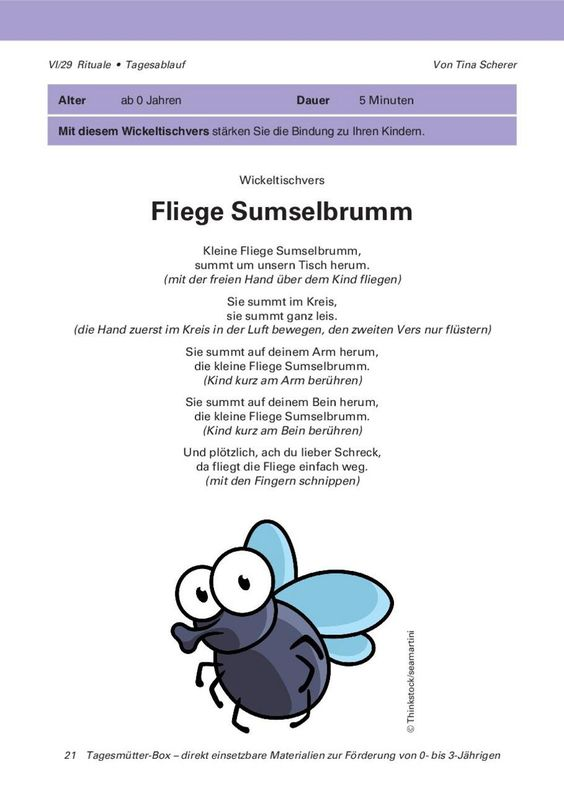 VI/29 Rituale • Tagesablauf Von Tina Scherer
Alter ab 0 Jahren Dauer 5 Minuten
Mit diesem Wickeltischvers stärken Sie die Bindung zu Ihren Kindern.
Wickeltischvers
Fliege Sumselbrumm
Kleine Fliege Sumselbrumm,
summt um unsern Tisch herum.
(mit der freien Hand über dem Kind fliegen)
Sie summt im Kreis,
sie summt ganz leis.
(die Hand zuerst im Kreis in der Luft bewegen, den zweiten Vers nur flüstern)
Sie summt auf deinem Arm herum,
die kleine Fliege Sumselbrumm.
(Kind kurz am Arm berühren)
Sie summt auf deinem Bein herum,
die kleine Fliege Sumselbrumm.
(Kind kurz am Bein berühren)
Und plötzlich, ach du lieber Schreck,
da fliegt die Fliege einfach weg.
(mit den Fingern schnippen)
© Thinkstock/seamartini
21 Tagesmütter-Box – direkt einsetzbare Materialien zur Förderung von 0- bis 3-Jährigen